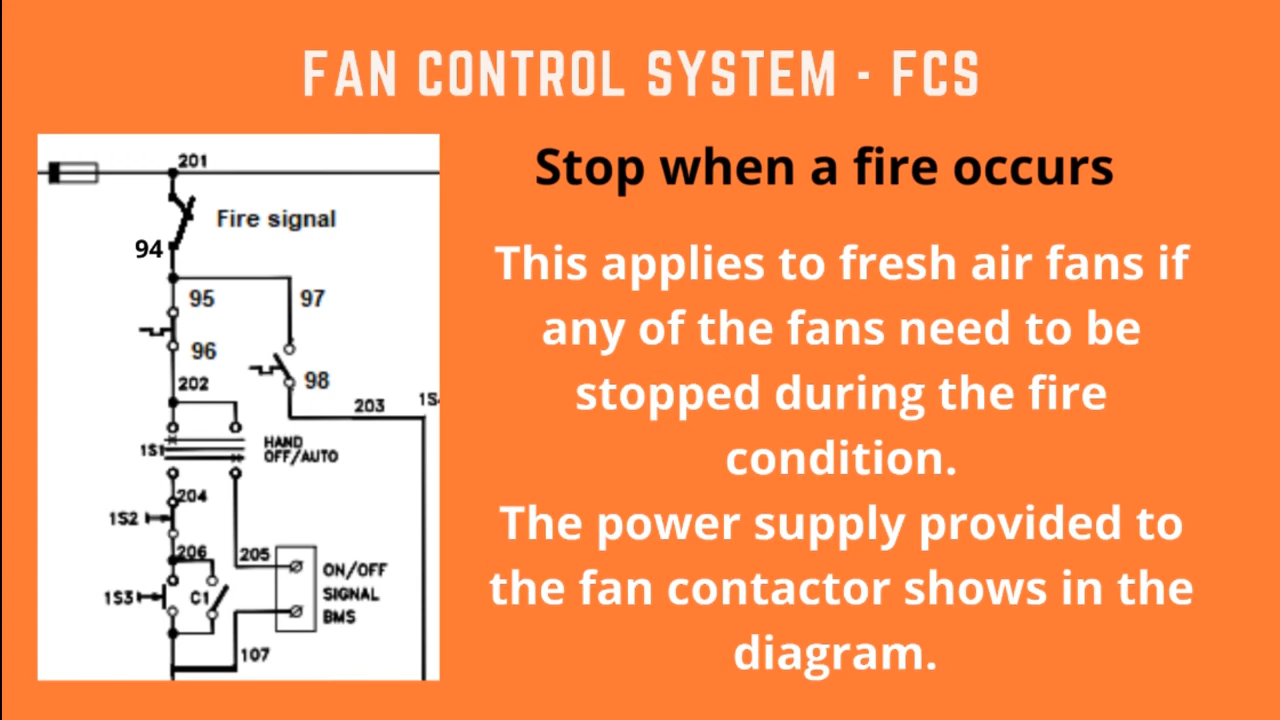 FAN CONTROL SYSTEM - FCS
Stop when a fire occurs
This applies to fresh air fans if
any of the fans need to be
stopped during the fire
condition.
The power supply provided to
the fan contactor shows in the
diagram.
201
Fire signal
94
95
97
96
98
202
203
1S
1S1
HAND
OFF/AUTO
204
1S2
206
205
ON/OFF
SIGNAL
BMS
1S3
C1
107